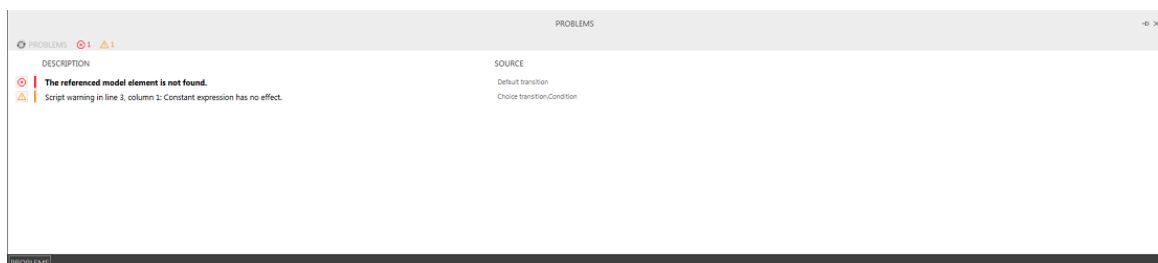 PROBLEMS
PROBLEMS 1 1
DESCRIPTION SOURCE
The referenced model element is not found. Default transition
Script warning in line 3, column 1: Constant expression has no effect. Choice transition.Condition
PROBLEMS